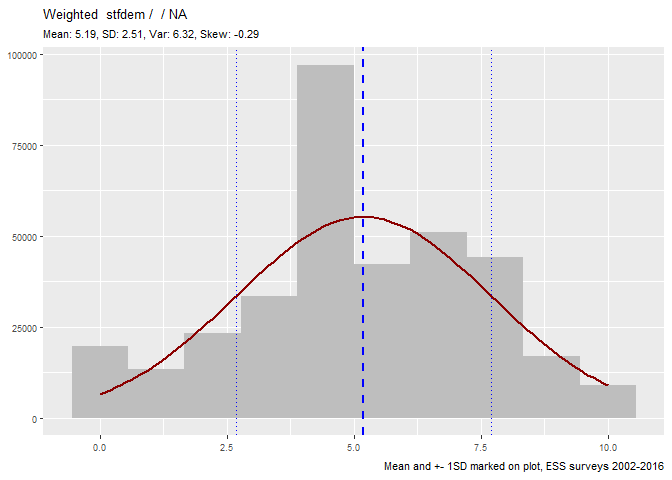 Weighted  stfdem /  / NA
Mean: 5.19, SD: 2.51, Var: 6.32, Skew: -0.29
100000
75000
50000
25000
0
0.0 2.5 5.0 7.5 10.0
Mean and +- 1SD marked on plot, ESS surveys 2002-2016